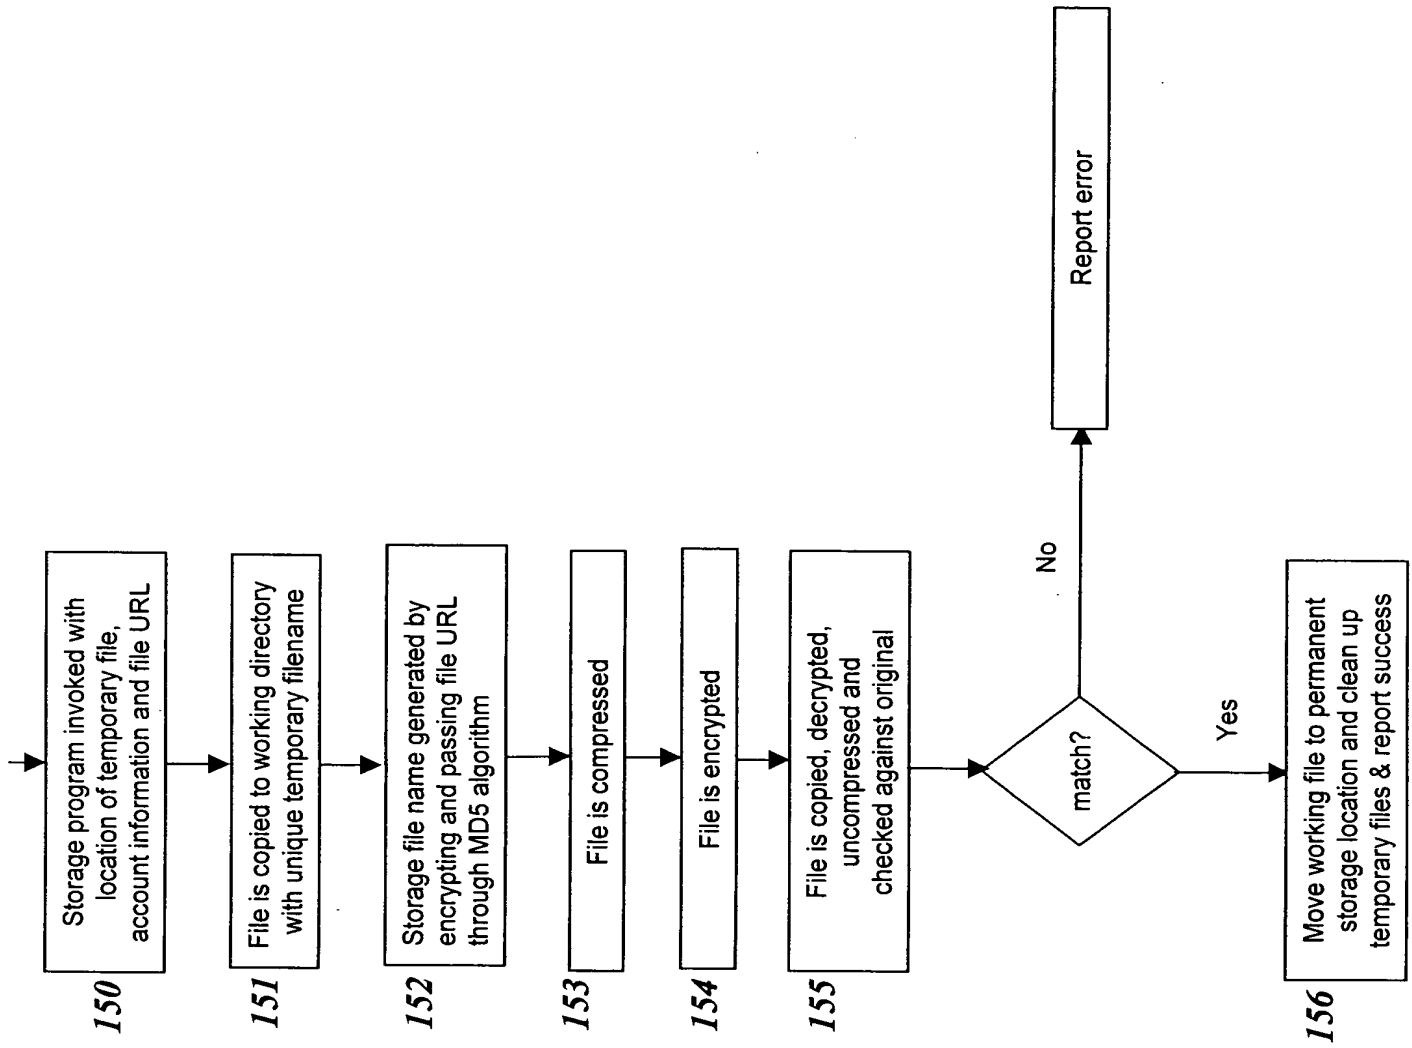 150
Storage program invoked with
location of temporary file,
account information and file URL
151
File is copied to working directory
with unique temporary filename
152
Storage file name generated by
encrypting and passing file URL
through MD5 algorithm
153
File is compressed
154
File is encrypted
155
File is copied, decrypted,
uncompressed and
checked against original
match?
No
Report error
Yes
156
Move working file to permanent
storage location and clean up
temporary files & report success